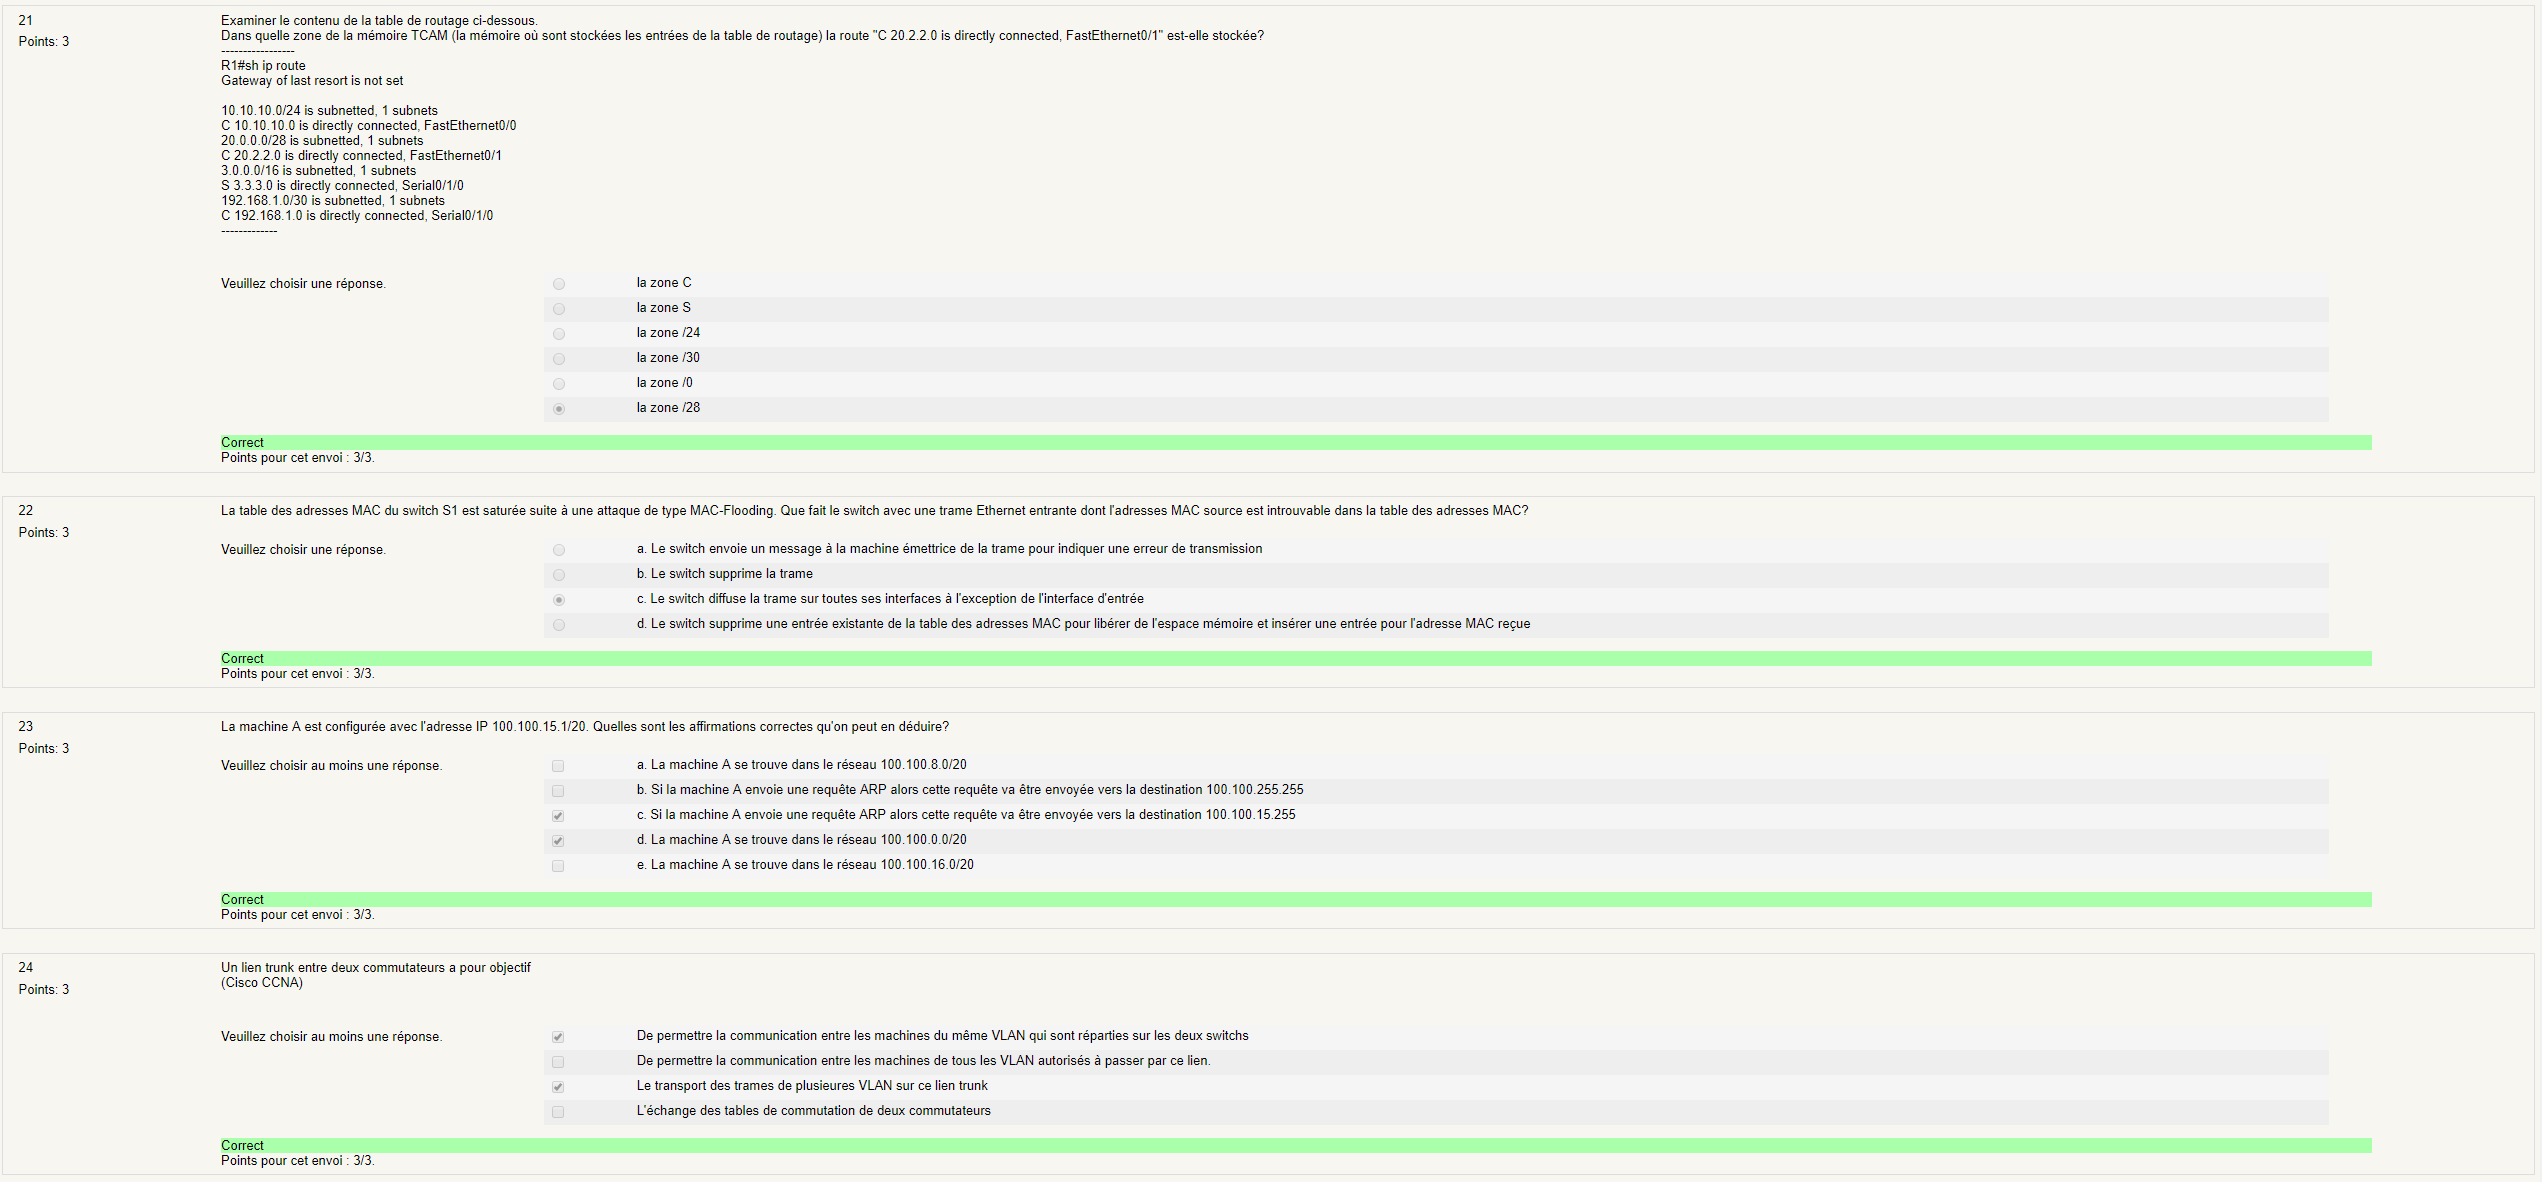 21
Points: 3
Examiner le contenu de la table de routage ci-dessous.
Dans quelle zone de la mémoire TCAM (la mémoire où sont stockées les entrées de la table de routage) la route "C 20.2.2.0 is directly connected, FastEthernet0/1" est-elle stockée?
-----------------
R1#sh ip route
Gateway of last resort is not set
10.10.10.0/24 is subnetted, 1 subnets
C 10.10.10.0 is directly connected, FastEthernet0/0
20.0.0.0/28 is subnetted, 1 subnets
C 20.2.2.0 is directly connected, FastEthernet0/1
3.0.0.0/16 is subnetted, 1 subnets
S 3.3.3.0 is directly connected, Serial0/1/0
192.168.1.0/30 is subnetted, 1 subnets
C 192.168.1.0 is directly connected, Serial0/1/0
-------------
Veuillez choisir une réponse.
la zone C
la zone S
la zone /24
la zone /30
la zone /0
la zone /28
Correct
Points pour cet envoi : 3/3.
22
Points: 3
La table des adresses MAC du switch S1 est saturée suite à une attaque de type MAC-Flooding. Que fait le switch avec une trame Ethernet entrante dont l'adresses MAC source est introuvable dans la table des adresses MAC?
Veuillez choisir une réponse.
a. Le switch envoie un message à la machine émettrice de la trame pour indiquer une erreur de transmission
b. Le switch supprime la trame
c. Le switch diffuse la trame sur toutes ses interfaces à l'exception de l'interface d'entrée
d. Le switch supprime une entrée existante de la table des adresses MAC pour libérer de l'espace mémoire et insérer une entrée pour l'adresse MAC reçue
Correct
Points pour cet envoi : 3/3.
23
Points: 3
La machine A est configurée avec l'adresse IP 100.100.15.1/20. Quelles sont les affirmations correctes qu'on peut en déduire?
Veuillez choisir au moins une réponse.
a. La machine A se trouve dans le réseau 100.100.8.0/20
b. Si la machine A envoie une requête ARP alors cette requête va être envoyée vers la destination 100.100.255.255
c. Si la machine A envoie une requête ARP alors cette requête va être envoyée vers la destination 100.100.15.255
d. La machine A se trouve dans le réseau 100.100.0.0/20
e. La machine A se trouve dans le réseau 100.100.16.0/20
Correct
Points pour cet envoi : 3/3.
24
Points: 3
Un lien trunk entre deux commutateurs a pour objectif
(Cisco CCNA)
Veuillez choisir au moins une réponse.
De permettre la communication entre les machines du même VLAN qui sont réparties sur les deux switchs
De permettre la communication entre les machines de tous les VLAN autorisés à passer par ce lien.
Le transport des trames de plusieures VLAN sur ce lien trunk
L'échange des tables de commutation de deux commutateurs
Correct
Points pour cet envoi : 3/3.